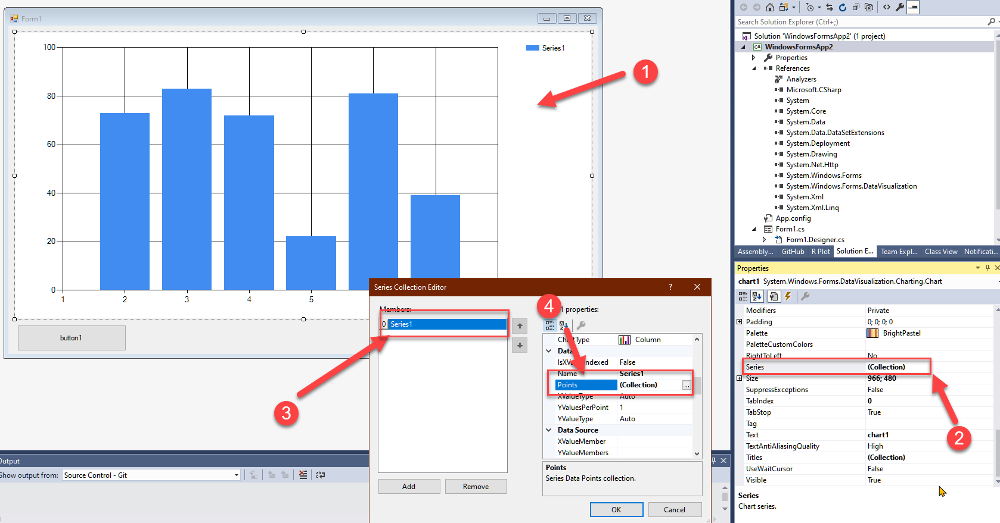 Form1
100
80
60
40
20
0
1
2
3
4
5
Series1
1
button1
3
Output
Show output from:
Source Control - Git
Series Collection Editor
?
Members:
0
Series1
Add
Remove
4
1 properties:
ChartType
Column
Data
IsXValueIndexed
False
Name
Series1
Points
(Collection)
...
XValueType
Auto
YValuesPerPoint
1
YValueType
Auto
Data Source
XValueMember
YValueMembers
Points
Series Data Points collection.
OK
Cancel
Search Solution Explorer (Ctrl+;)
Solution 'WindowsFormsApp2' (1 project)
C#
WindowsFormsApp2
Properties
References
Analyzers
Microsoft.CSharp
System
System.Core
System.Data
System.Data.DataSetExtensions
System.Deployment
System.Drawing
System.Net.Http
System.Windows.Forms
System.Windows.Forms.DataVisualization
System.Xml
System.Xml.Linq
App.config
Form1.cs
Form1.Designer.cs
Assembly...
GitHub
R Plot
Solution E...
Team Expl...
Class View
Notificati...
Properties
chart1 System.Windows.Forms.DataVisualization.Charting.Chart
Modifiers
Private
Padding
0; 0; 0; 0
Palette
BrightPastel
PaletteCustomColors
RightToLeft
No
Series
(Collection)
Size
966; 480
SuppressExceptions
False
TabIndex
0
TabStop
True
Tag
Text
chart1
TextAntiAliasingQuality
High
Titles
(Collection)
UseWaitCursor
False
Visible
True
2
Series
Chart series.